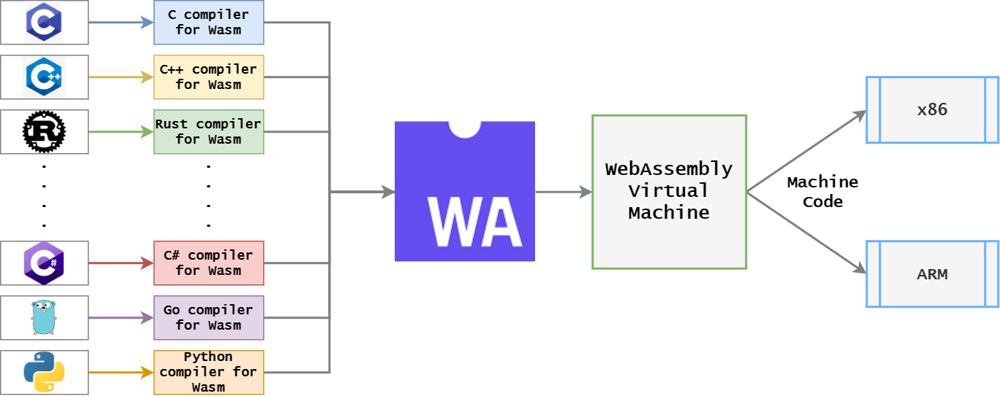 C
C compiler
for Wasm
C++
C++ compiler
for Wasm
R
Rust compiler
for Wasm
C#
C# compiler
for Wasm
Go compiler
for Wasm
Python
compiler for
Wasm
WA
WebAssembly
Virtual
Machine
Machine
Code
x86
ARM